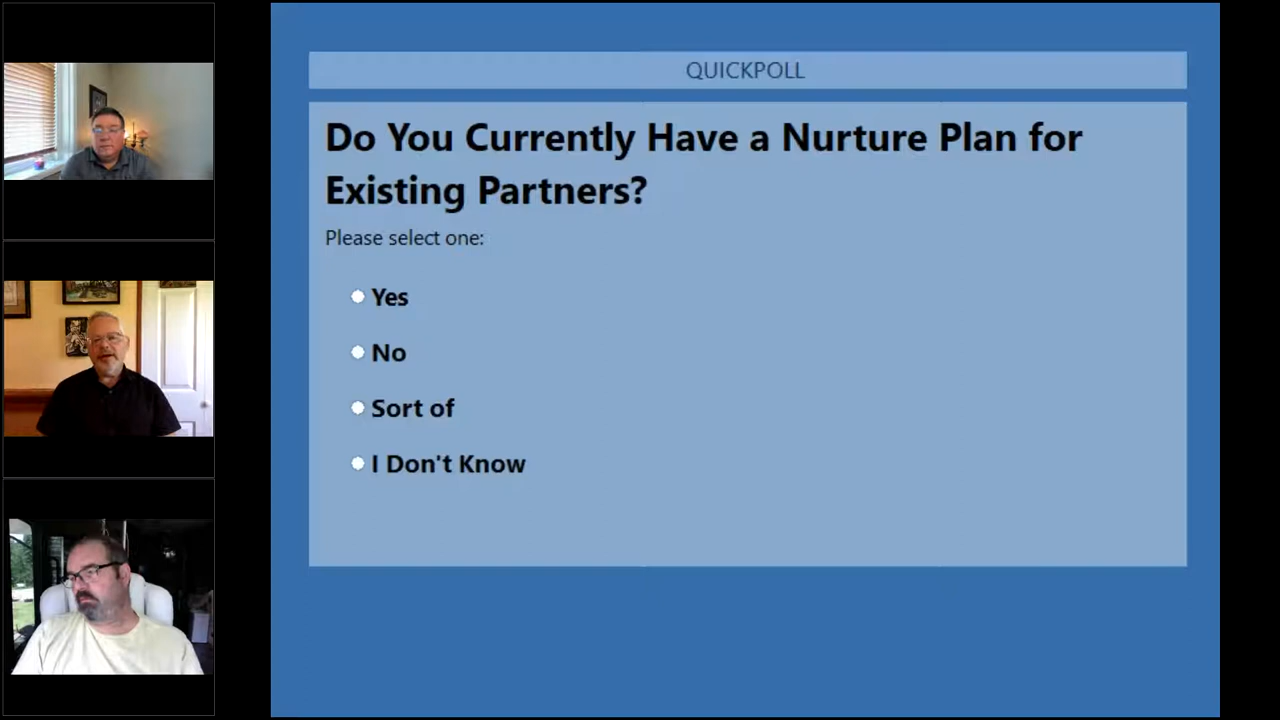 QUICKPOLL
Do You Currently Have a Nurture Plan for
Existing Partners?
Please select one:
Yes
No
Sort of
I Don't Know